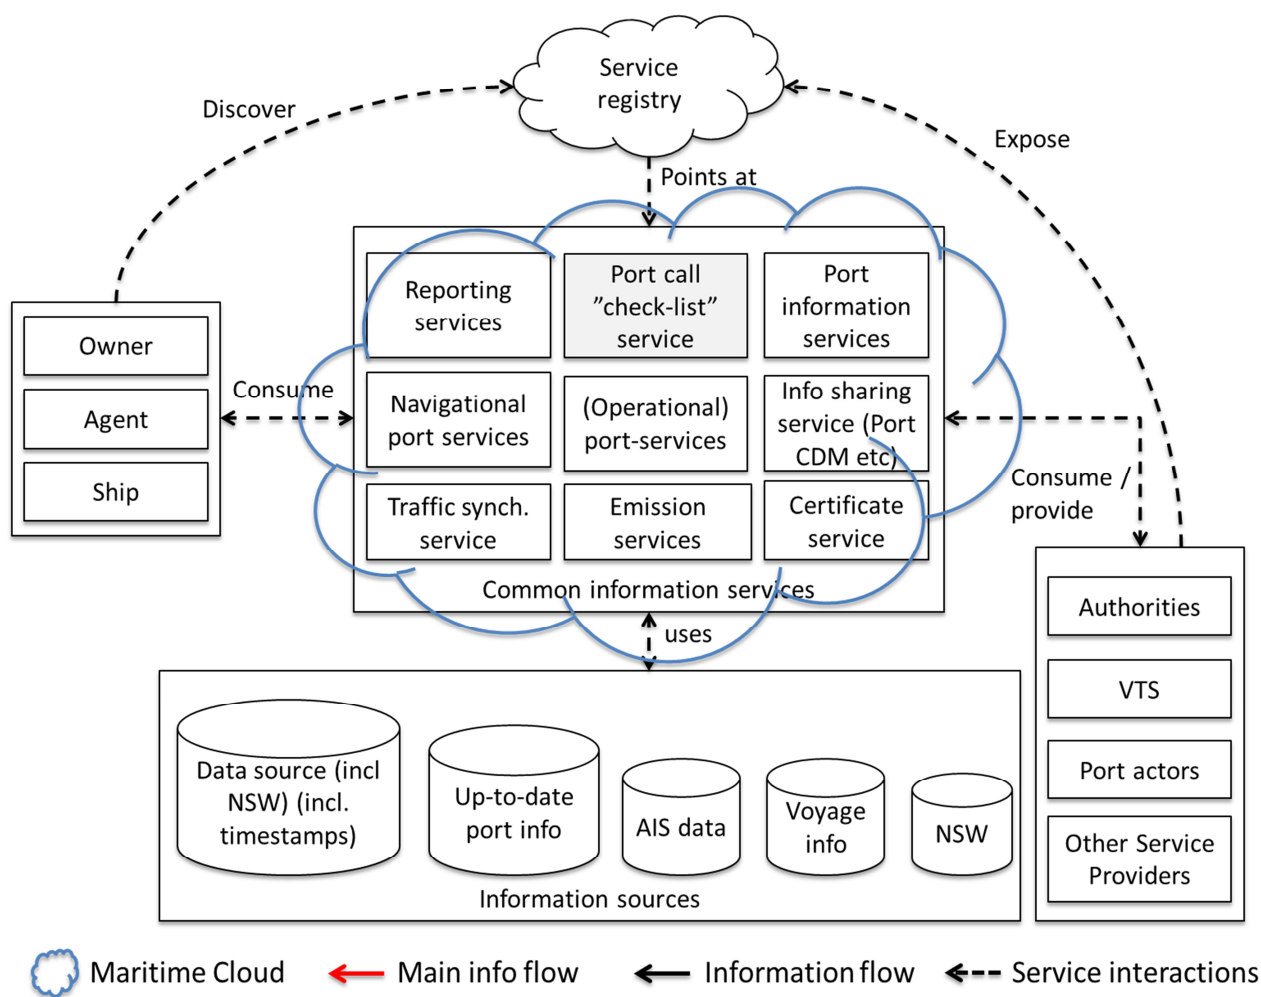 Service
registry
Discover
Expose
Points at
Reporting
services
Port call
”check-list”
service
Port
information
services
Owner
Agent
Ship
Consume
Navigational
port services
(Operational)
port-services
Info sharing
service (Port
CDM etc)
Consume /
provide
Traffic synch.
service
Emission
services
Certificate
service
Common information services
uses
Authorities
VTS
Port actors
Other Service
Providers
Data source (incl
NSW) (incl.
timestamps)
Up-to-date
port info
AIS data
Voyage
info
NSW
Information sources
Maritime Cloud
Main info flow
Information flow
Service interactions